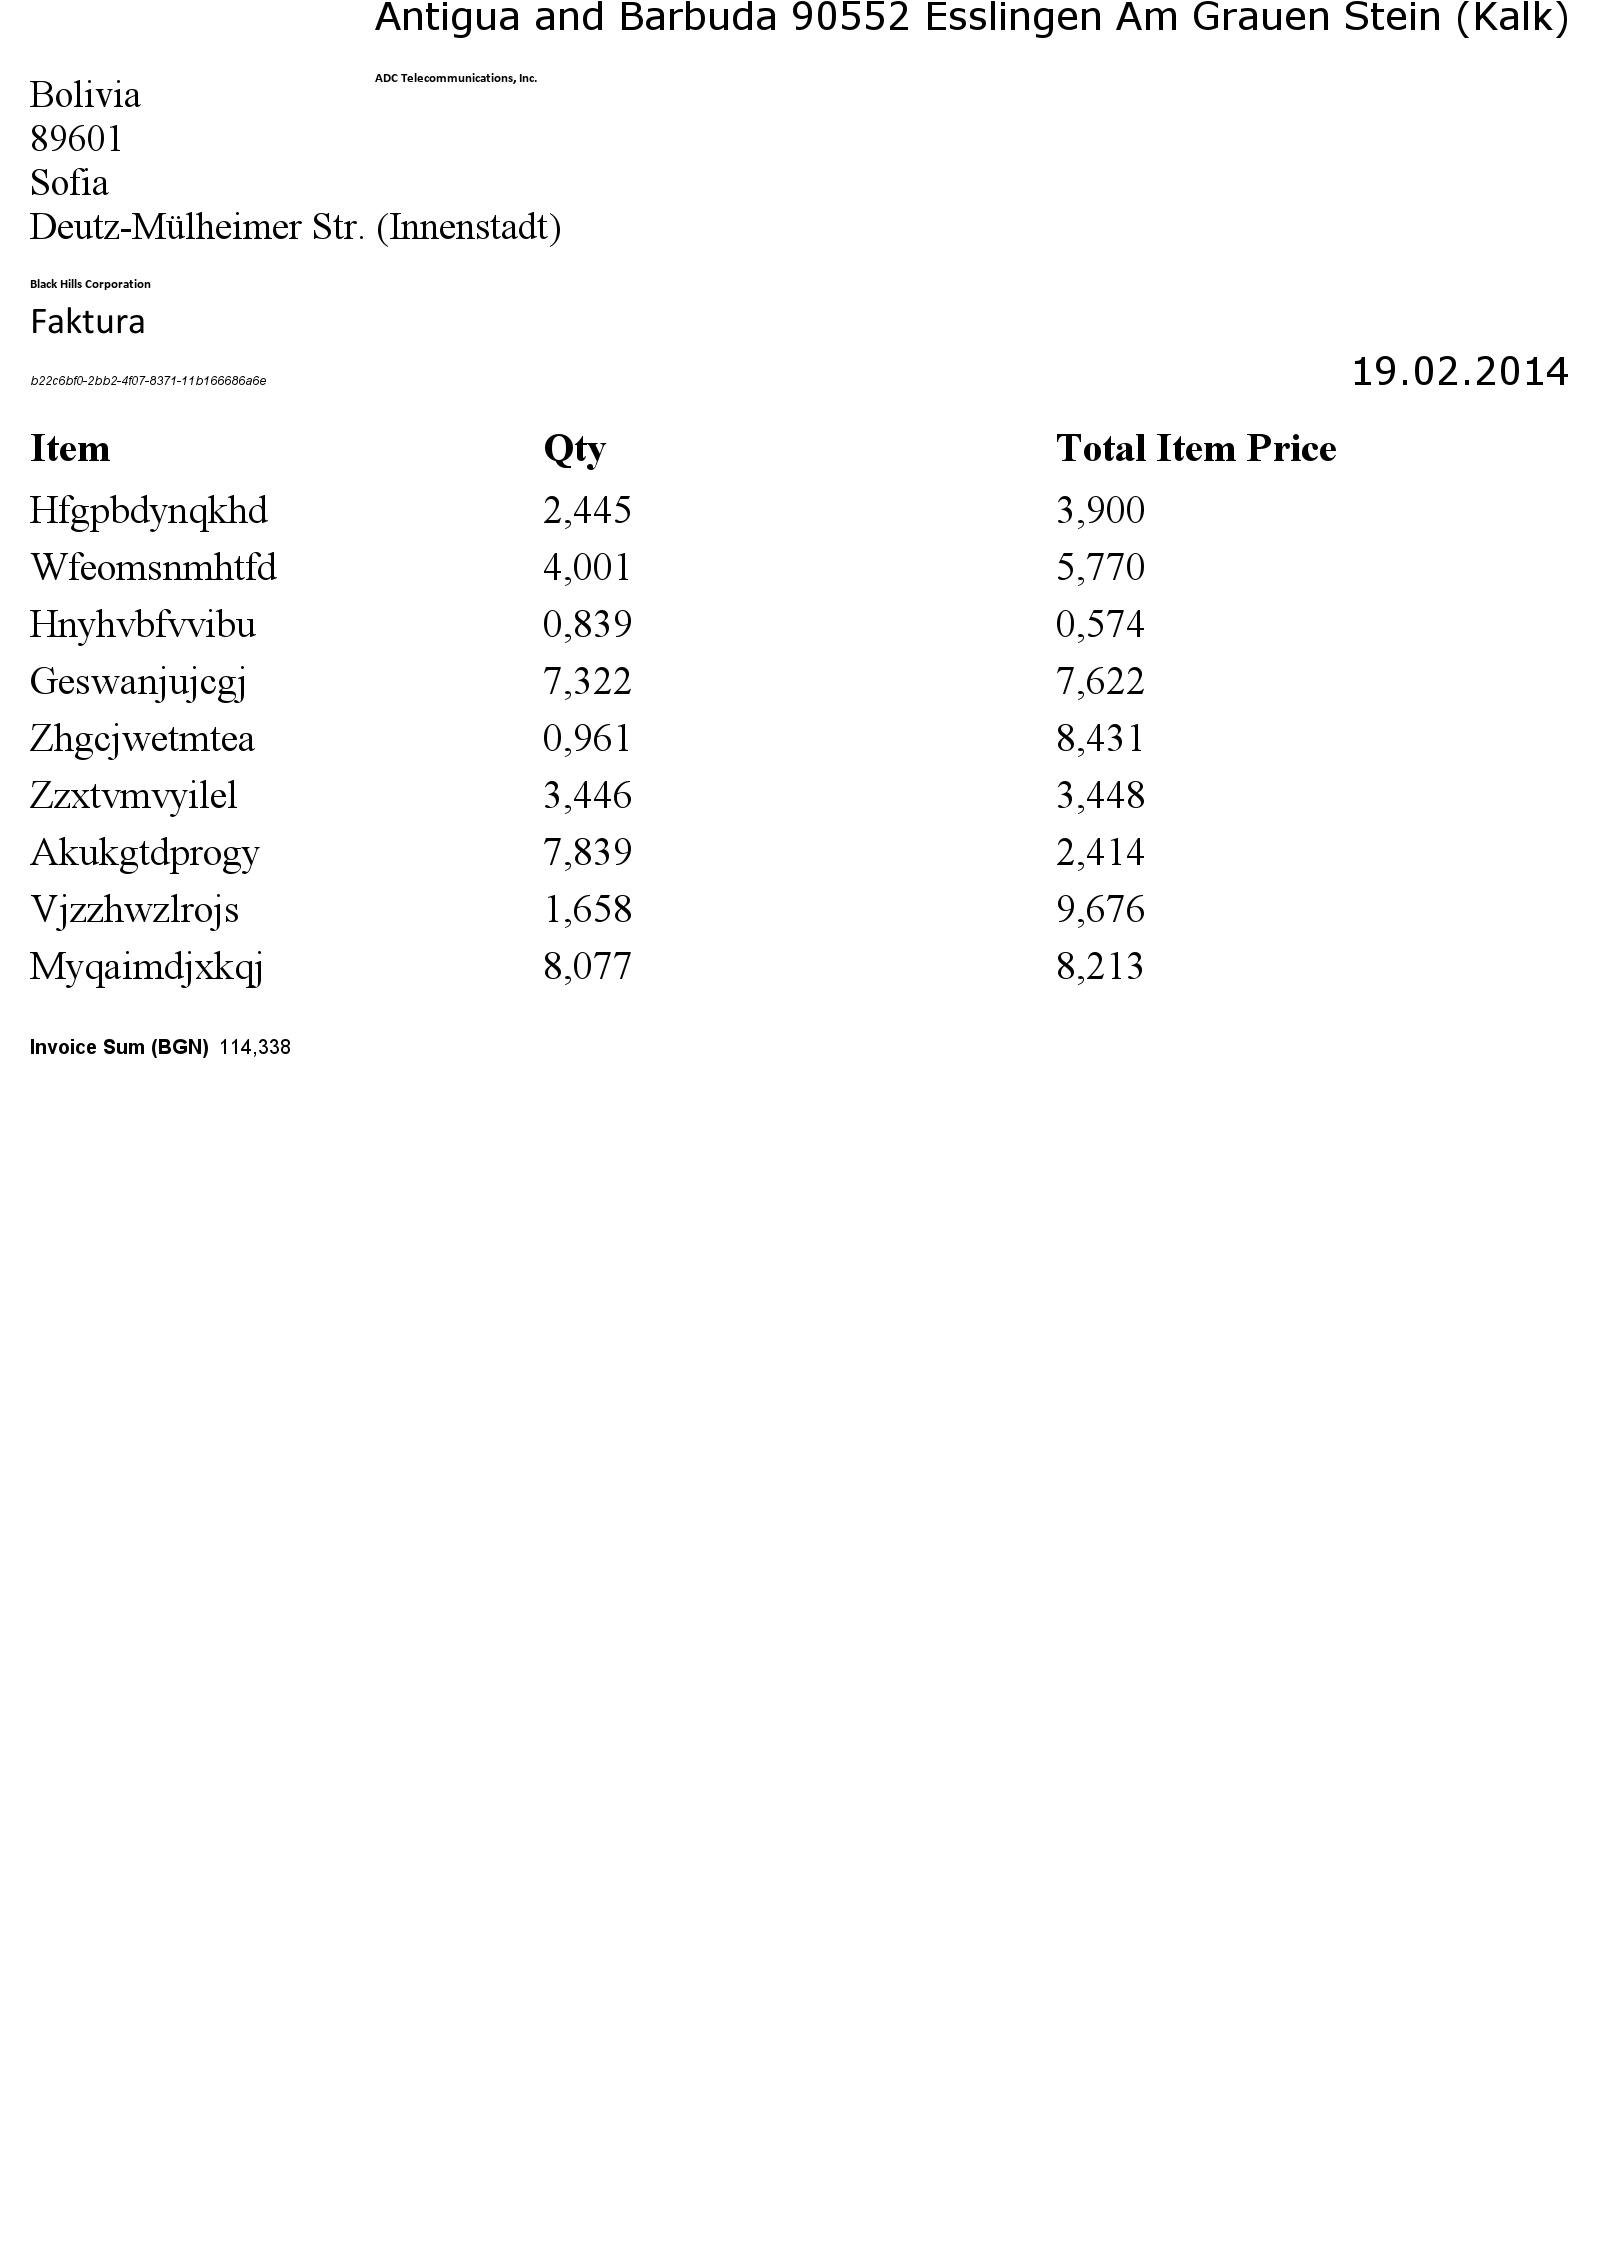 Antigua and Barbuda 90552 Esslingen Am Grauen Stein (Kalk)
ADC Telecommunications, Inc.
Bolivia
89601
Sofia
Deutz-Mülheimer Str. (Innenstadt)
Black Hills Corporation
Faktura
b22c6bf0-2bb2-4f07-8371-11b166686a6e 19.02.2014
Item Qty Total Item Price
Hfgpbdynqkhd 2,445 3,900
Wfeomsnmhtfd 4,001 5,770
Hnyhvbfvvibu 0,839 0,574
Geswanjujcgj 7,322 7,622
Zhgcjwetmtea 0,961 8,431
Zzxtvmvyilel 3,446 3,448
Akukgtdprogy 7,839 2,414
Vjzzhwzlrojs 1,658 9,676
Myqaimdjxkqj 8,077 8,213
Invoice Sum (BGN) 114,338